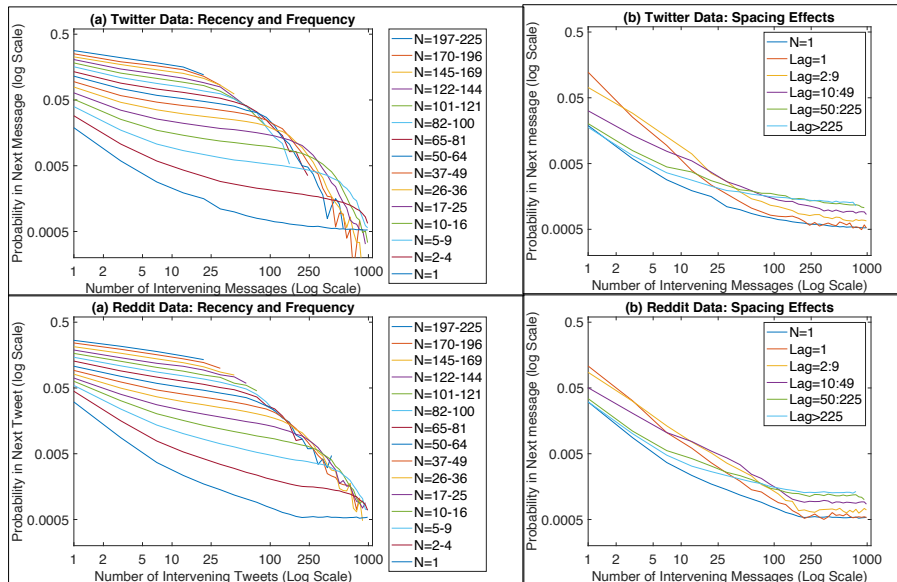 (a) Twitter Data: Recency and Frequency
Probability in Next Message (log Scale)
0.5
0.05
0.005
0.0005
1 2 5 10 25 100 250 1000
Number of Intervening Messages (Log Scale)
N=197-225
N=170-196
N=145-169
N=122-144
N=101-121
N=82-100
N=65-81
N=50-64
N=37-49
N=26-36
N=17-25
N=10-16
N=5-9
N=2-4
N=1
(b) Twitter Data: Spacing Effects
Probability in Next message (log Scale)
0.5
0.05
0.005
0.0005
1 2 5 10 25 100 250 1000
Number of Intervening Messages (Log Scale)
N=1
Lag=1
Lag=2:9
Lag=10:49
Lag=50:225
Lag>225
(a) Reddit Data: Recency and Frequency
Probability in Next Tweet (log Scale)
0.5
0.05
0.005
0.0005
1 2 5 10 25 100 250 1000
Number of Intervening Tweets (Log Scale)
N=197-225
N=170-196
N=145-169
N=122-144
N=101-121
N=82-100
N=65-81
N=50-64
N=37-49
N=26-36
N=17-25
N=10-16
N=5-9
N=2-4
N=1
(b) Reddit Data: Spacing Effects
Probability in Next message (log Scale)
0.5
0.05
0.005
0.0005
1 2 5 10 25 100 250 1000
Number of Intervening Messages (Log Scale)
N=1
Lag=1
Lag=2:9
Lag=10:49
Lag=50:225
Lag>225